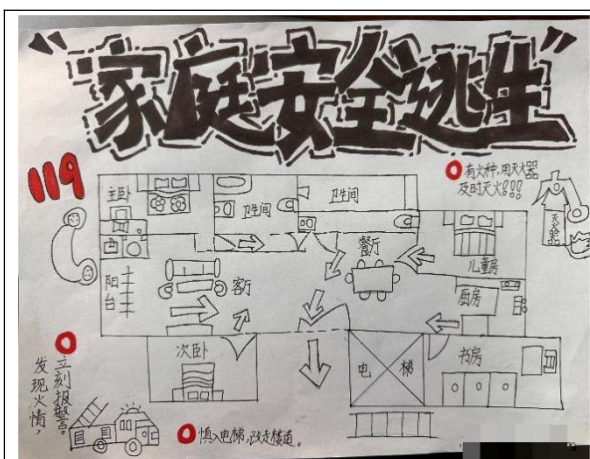 “家庭安全逃生”
119
有火种,用灭火器
及时灭火!!!
主卧
卫生间
卫生间
灭火器
餐厅
儿童房
阳台
客厅
厨房
次卧
电梯
书房
发现火情,
立刻报警。
慎入电梯,改走楼道。